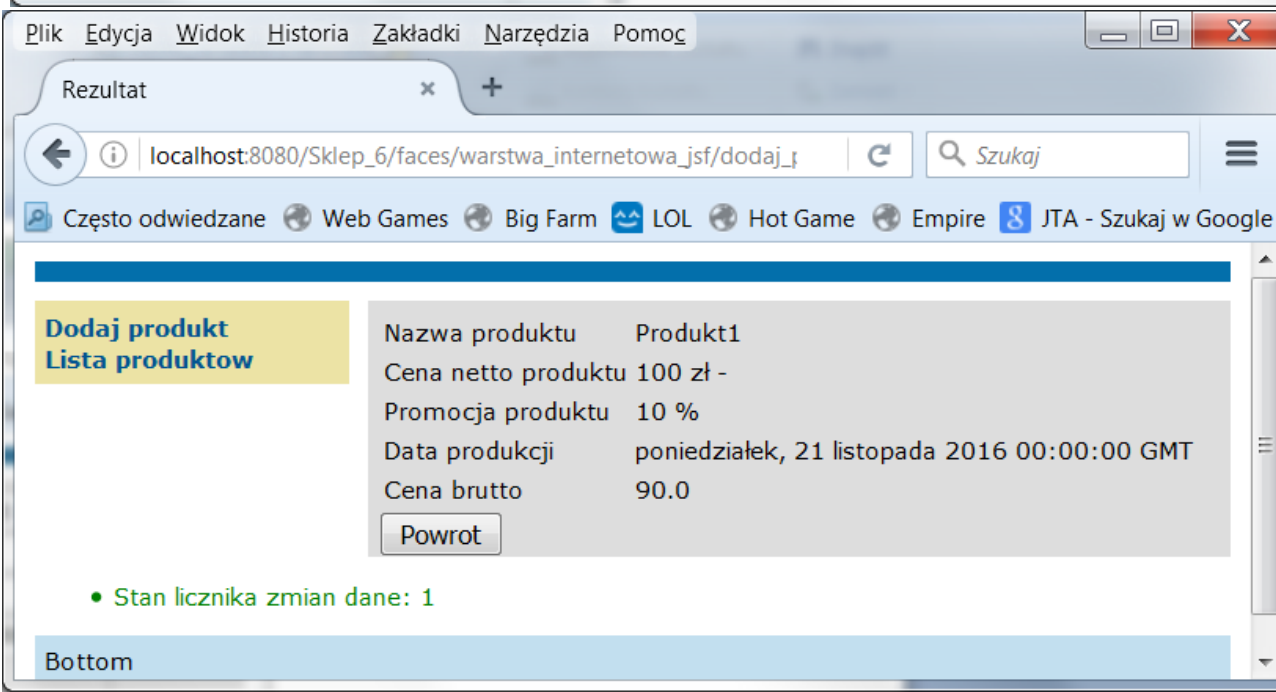 Plik Edycja Widok Historia Zakładki Narzędzia Pomoc
Rezultat × +
localhost:8080/Sklep_6/faces/warstwa_internetowa_jsf/dodaj_
Szukaj
Często odwiedzane Web Games Big Farm LOL Hot Game Empire 8 JTA - Szukaj w Google
Dodaj produkt
Lista produktow
Nazwa produktu Produkt1
Cena netto produktu 100 zł -
Promocja produktu 10 %
Data produkcji poniedziałek, 21 listopada 2016 00:00:00 GMT
Cena brutto 90.0
Powrot
• Stan licznika zmian dane: 1
Bottom